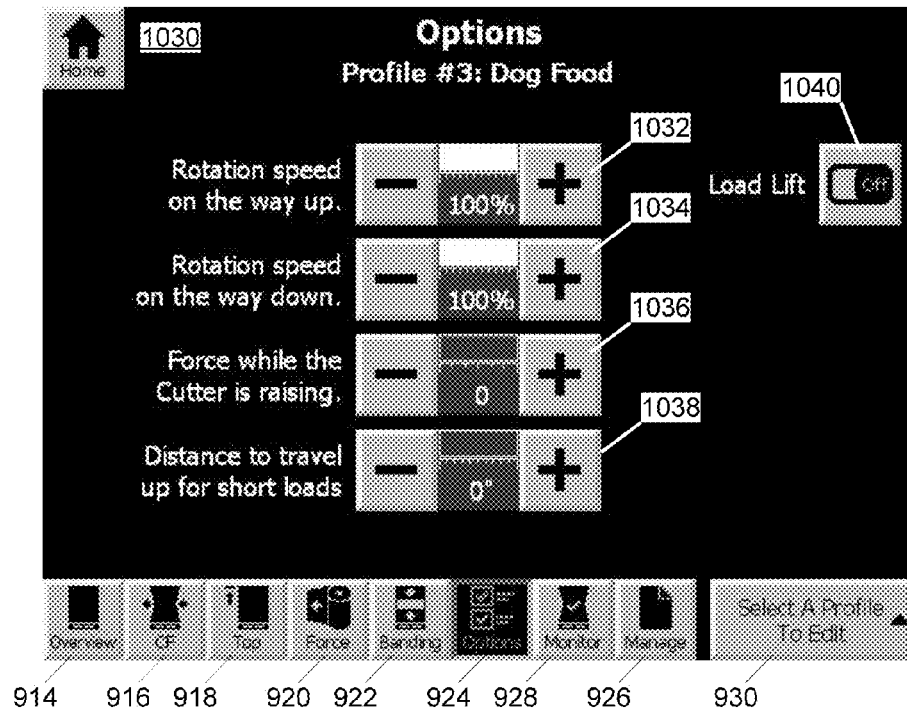 Home
1030
Options
Profile #3: Dog Food
1040
1032
Rotation speed
on the way up.
100%
Load Lift
Off
1034
Rotation speed
on the way down.
100%
1036
Force while the
Cutter is raising.
0
1038
Distance to travel
up for short loads
0"
Overview
CF
Top
Force
Banding
Options
Monitor
Manage
Select A Profile
To Edit
914
916
918
920
922
924
928
926
930